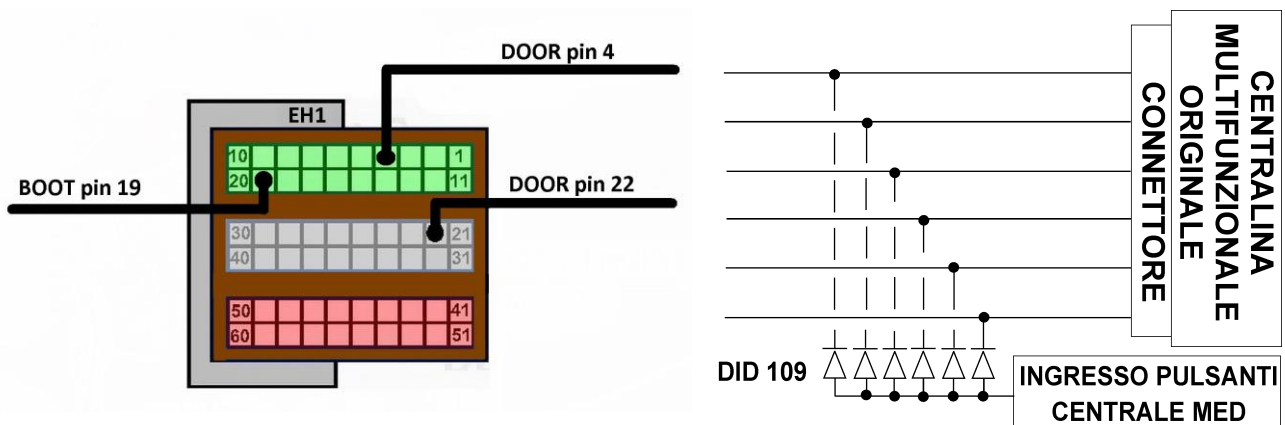 DOOR pin 4
EH1
10 1
20 11
BOOT pin 19
DOOR pin 22
30 21
40 31
50 41
60 51
CENTRALINA
MULTIFUNZIONALE
ORIGINALE
CONNETTORE
DID 109
INGRESSO PULSANTI
CENTRALE MED